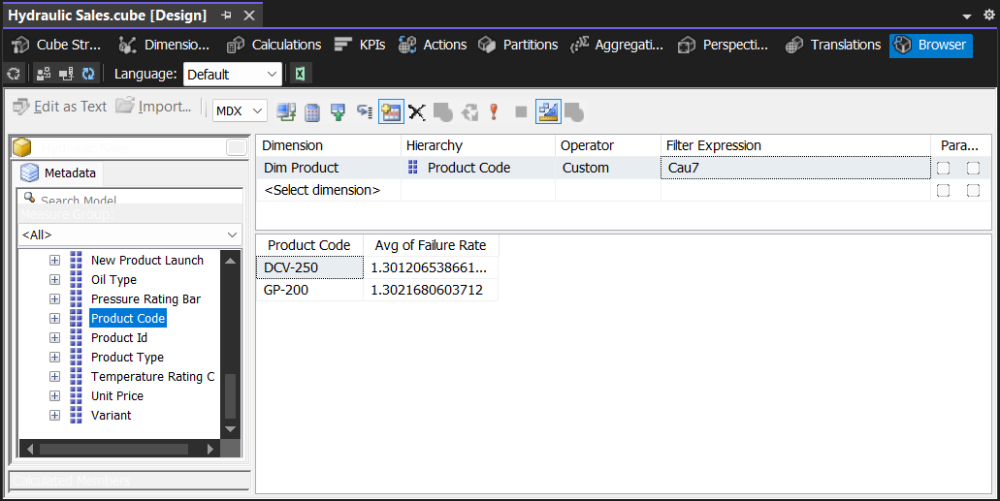 Hydraulic Sales.cube [Design]
Cube Str... Dimensio... Calculations KPIs Actions Partitions Aggregati... Perspecti... Translations Browser
Language: Default
Edit as Text Import... MDX
Dimension Hierarchy Operator Filter Expression Para...
Dim Product Product Code Custom Cau7
<Select dimension>
Metadata
Search Model
Measure Group:
<All>
New Product Launch
Oil Type
Pressure Rating Bar
Product Code
Product Id
Product Type
Temperature Rating C
Unit Price
Variant
Calculated Members
Product Code Avg of Failure Rate
DCV-250 1.301206538661...
GP-200 1.3021680603712